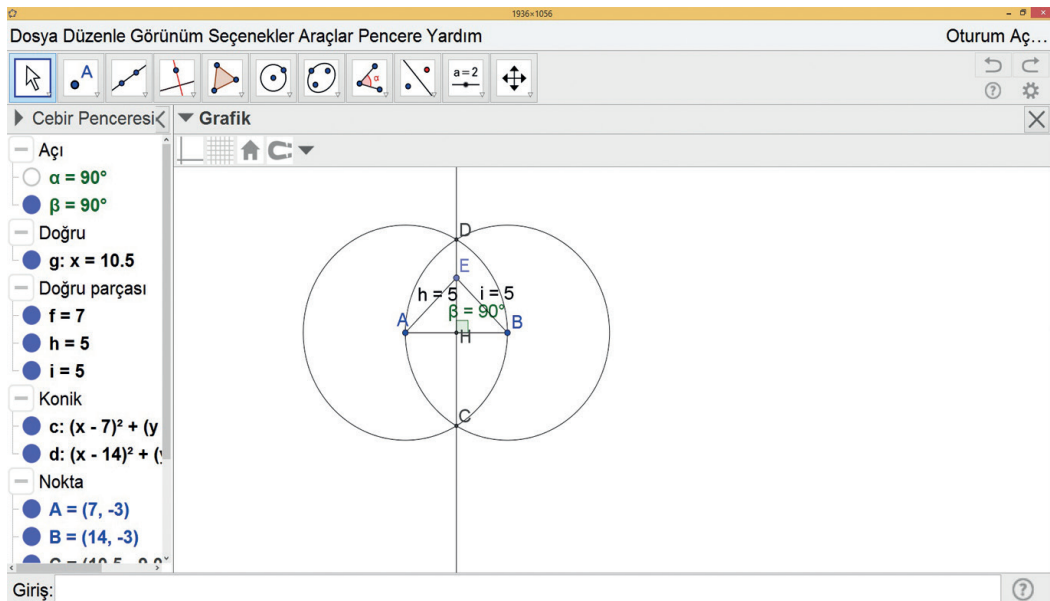 1936×1056
Dosya Düzenle Görünüm Seçenekler Araçlar Pencere Yardım Oturum Aç...
A α a=2
Cebir Penceresi Grafik
Açı
α = 90°
β = 90°
Doğru
g: x = 10.5
Doğru parçası
f = 7
h = 5
i = 5
Konik
c: (x - 7)² + (y
d: (x - 14)² + (y
Nokta
A = (7, -3)
B = (14, -3)
D
E
h = 5 i = 5
β = 90°
A B
H
C
Giriş: